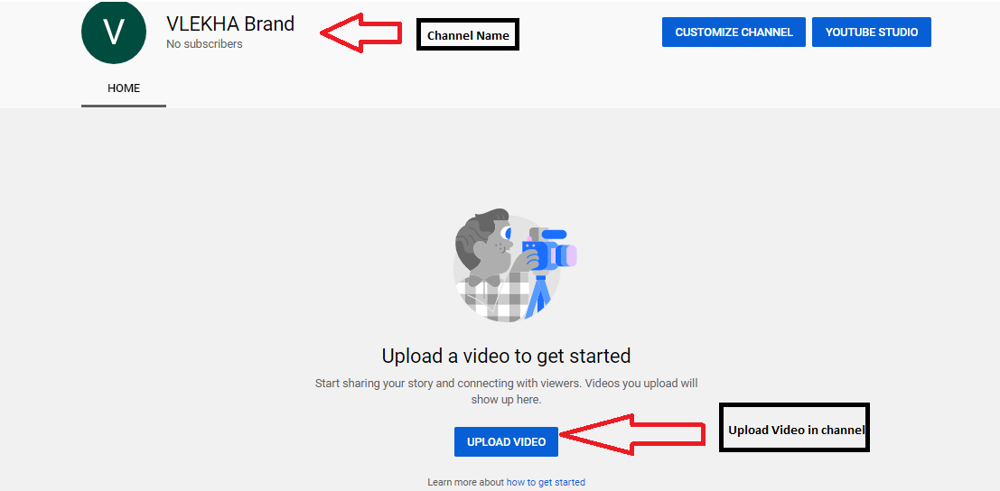 V
VLEKHA Brand
No subscribers
Channel Name
CUSTOMIZE CHANNEL
YOUTUBE STUDIO
HOME
Upload a video to get started
Start sharing your story and connecting with viewers. Videos you upload will
show up here.
UPLOAD VIDEO
Upload Video in channel
Learn more about how to get started